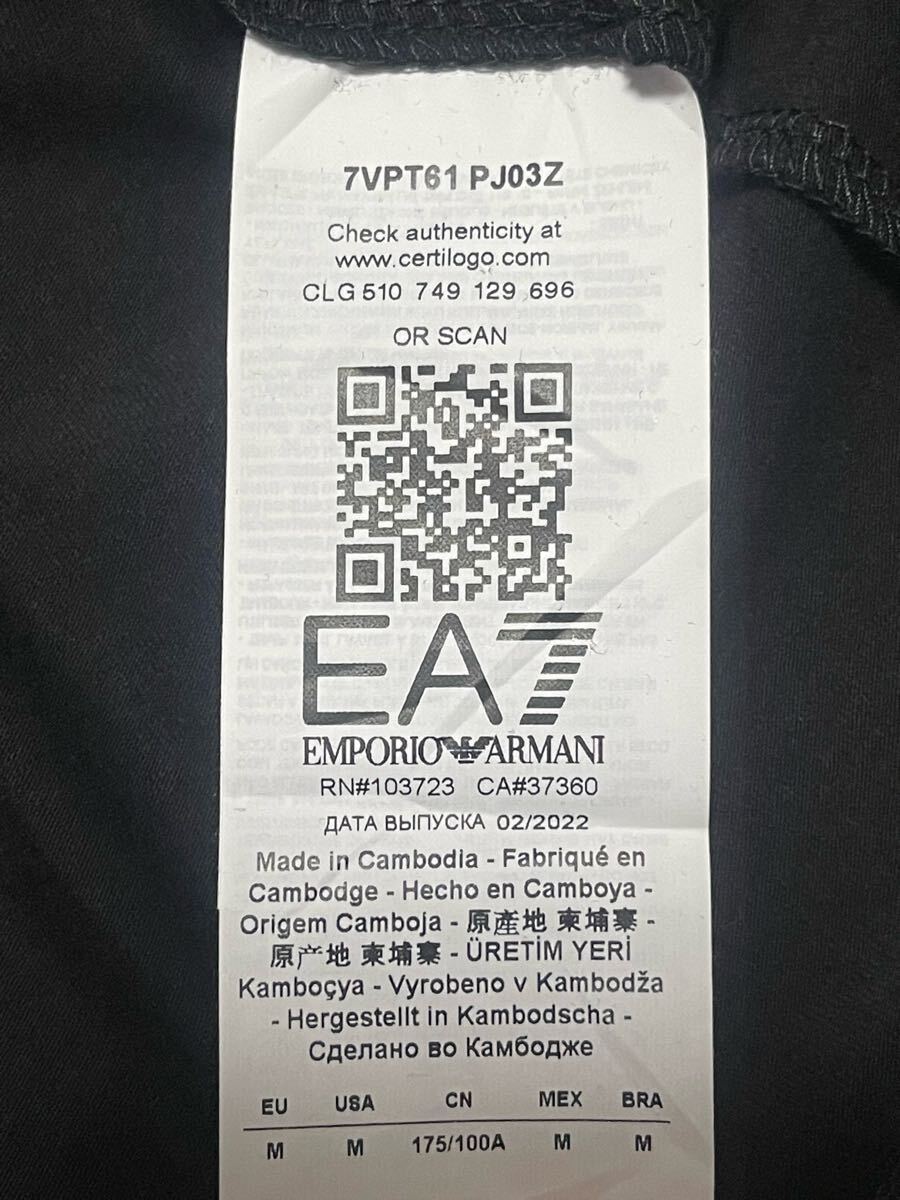 7VPT61 PJ03Z
Check authenticity at
www.certilogo.com
CLG 510 749 129 696
OR SCAN
EA7
EMPORIO ARMANI
RN#103723 CA#37360
ДАТА ВЫПУСКА 02/2022
Made in Cambodia - Fabriqué en
Cambodge - Hecho en Camboya -
Origem Camboja - 原產地 柬埔寨 -
原产地 柬埔寨 - ÜRETİM YERİ
Kamboçya - Vyrobeno v Kambodža
- Hergestellt in Kambodscha -
Сделано во Камбодже
EU USA CN MEX BRA
M M 175/100A M M